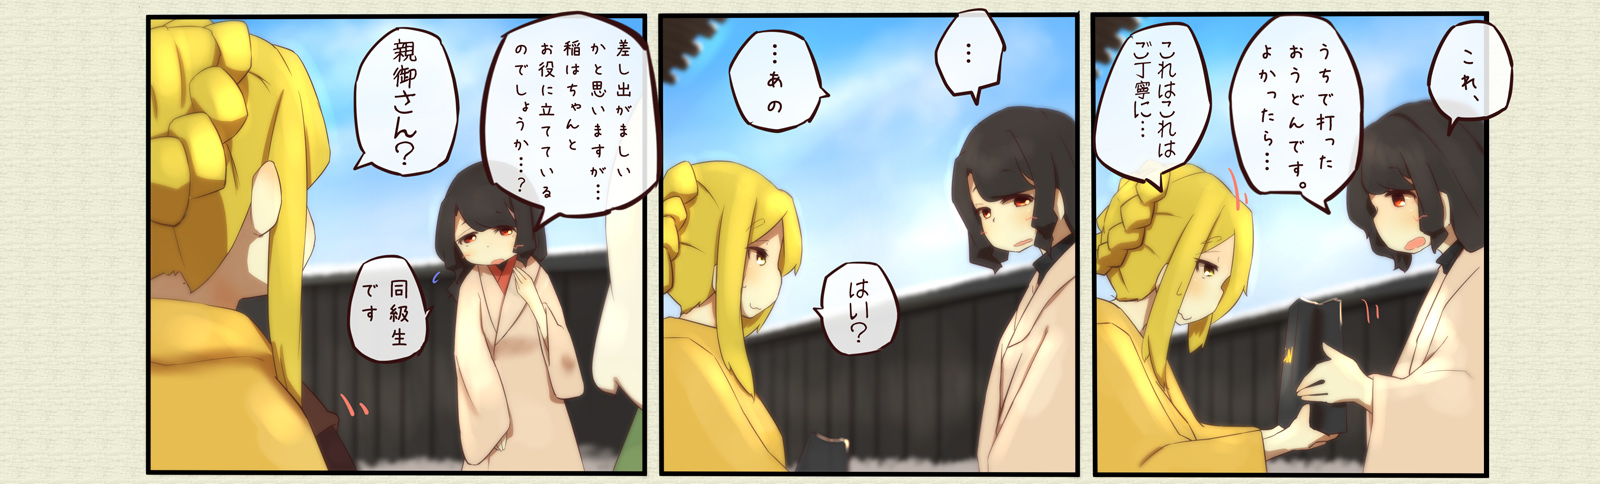 これ、
うちで打った
おうどんです。
よかったら…
これはこれは
ご丁寧に…
…
…あの
はい?
差し出がましい
かと思いますが…
稲はちゃんと
お役に立てている
のでしょうか…?
親御さん?
同級生
です